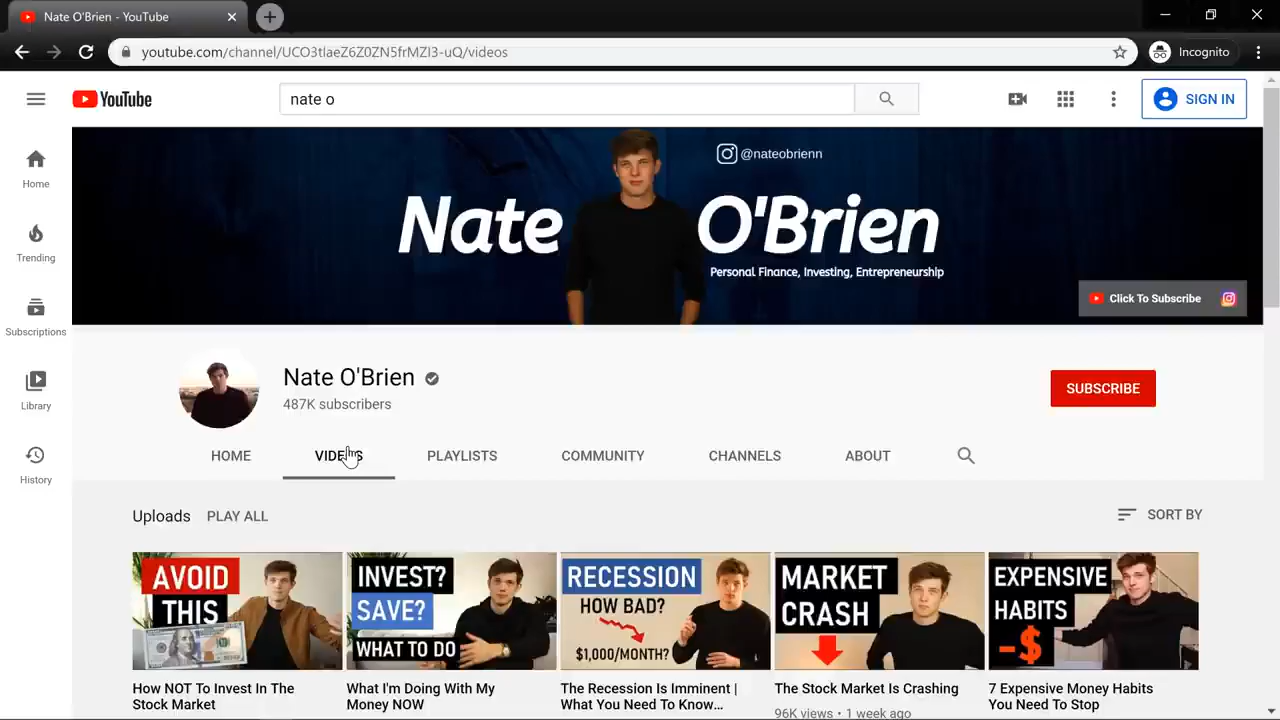 Nate O'Brien - YouTube
youtube.com/channel/UCO3tlaeZ6Z0ZN5frMZI3-uQ/videos
Incognito
YouTube
nate o
SIGN IN
@nateobrienn
Nate O'Brien
Personal Finance, Investing, Entrepreneurship
Click To Subscribe
Home
Trending
Subscriptions
Library
History
Nate O'Brien
487K subscribers
SUBSCRIBE
HOME
VIDEOS
PLAYLISTS
COMMUNITY
CHANNELS
ABOUT
Uploads
PLAY ALL
SORT BY
AVOID
THIS
INVEST?
SAVE?
WHAT TO DO
RECESSION
HOW BAD?
$1,000/MONTH?
MARKET
CRASH
EXPENSIVE
HABITS
-$
How NOT To Invest In The
Stock Market
What I'm Doing With My
Money NOW
The Recession Is Imminent |
What You Need To Know...
The Stock Market Is Crashing
96K views • 1 week ago
7 Expensive Money Habits
You Need To Stop